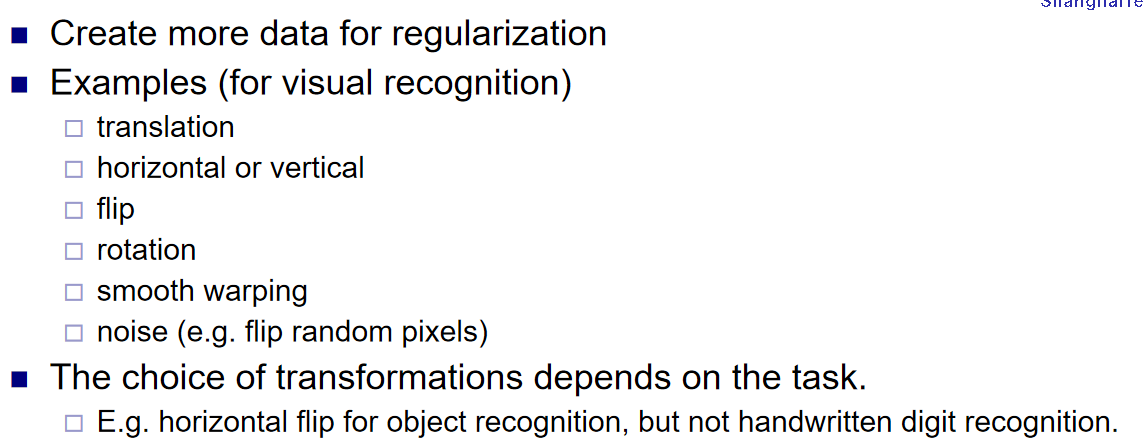 Create more data for regularization
Examples (for visual recognition)
translation
horizontal or vertical
flip
rotation
smooth warping
noise (e.g. flip random pixels)
The choice of transformations depends on the task.
E.g. horizontal flip for object recognition, but not handwritten digit recognition.